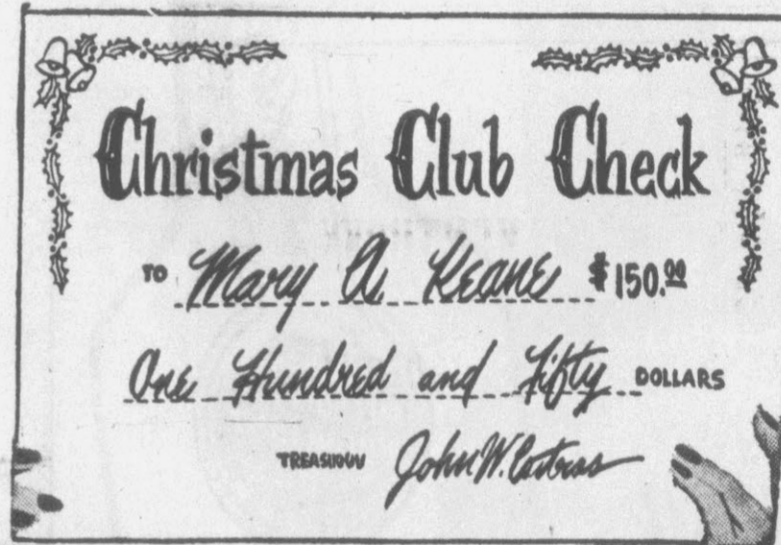 Christmas Club Check
TO Mary A Keane $150.00
One Hundred and Fifty DOLLARS
John W.